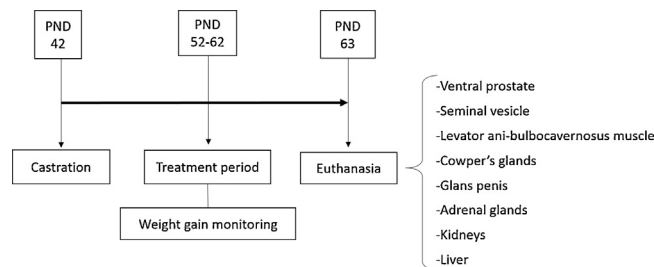 PND
42
PND
52-62
PND
63
Castration
Treatment period
Euthanasia
Weight gain monitoring
-Ventral prostate
-Seminal vesicle
-Levator ani-bulbocavernosus muscle
-Cowper's glands
-Glans penis
-Adrenal glands
-Kidneys
-Liver